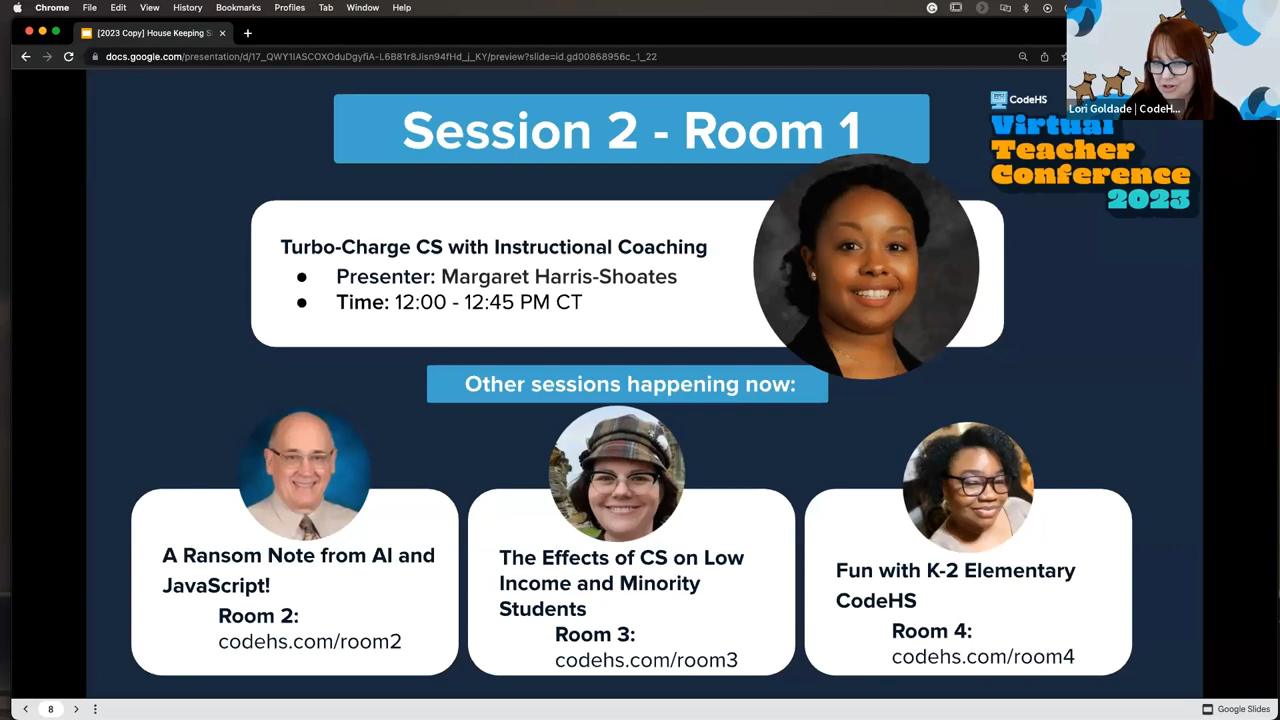 Chrome File Edit View History Bookmarks Profiles Tab Window Help
[2023 Copy] House Keeping S
docs.google.com/presentation/d/17_QWY1IASCOXOduDgyfiA-L6B81r8Jisn94fHd_j_KY/preview?slide=id.gd00868956c_1_22
Lori Goldade | CodeH...
Session 2 - Room 1
CodeHS
Virtual
Teacher
Conference
2023
Turbo-Charge CS with Instructional Coaching
● Presenter: Margaret Harris-Shoates
● Time: 12:00 - 12:45 PM CT
Other sessions happening now:
A Ransom Note from AI and
JavaScript!
Room 2:
codehs.com/room2
The Effects of CS on Low
Income and Minority
Students
Room 3:
codehs.com/room3
Fun with K-2 Elementary
CodeHS
Room 4:
codehs.com/room4
8
Google Slides